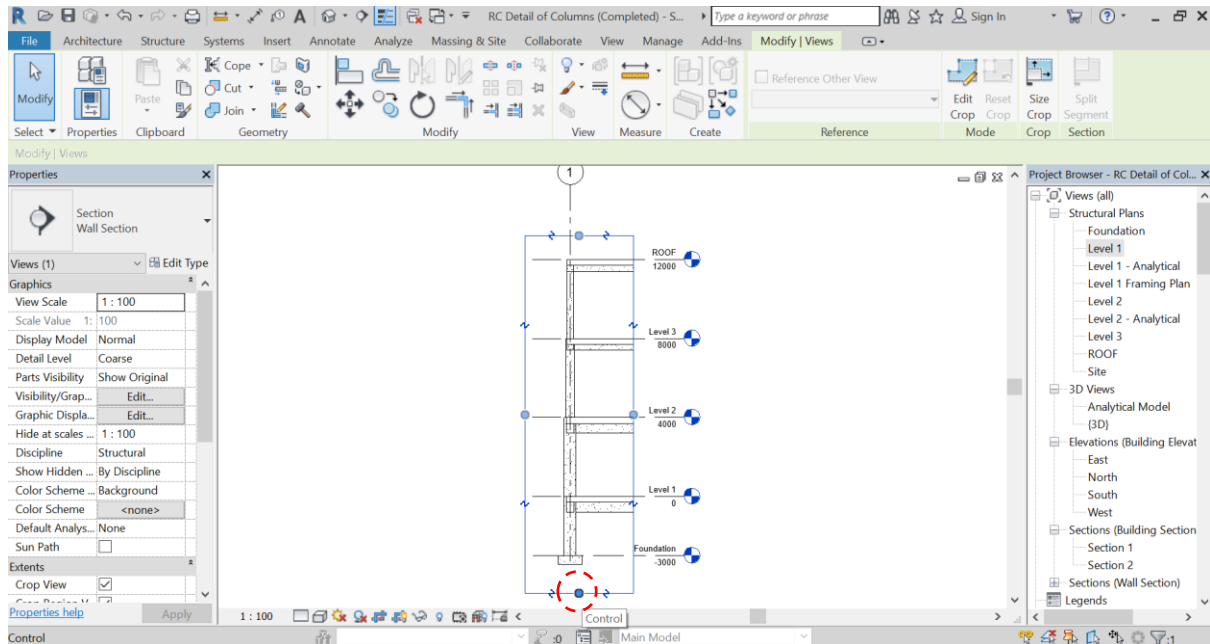 RC Detail of Columns (Completed) - S...
Type a keyword or phrase
Sign In
File Architecture Structure Systems Insert Annotate Analyze Massing & Site Collaborate View Manage Add-Ins Modify | Views
Modify
Paste
Cope
Cut
Join
Reference Other View
Edit Crop
Reset Crop
Size Crop
Split Segment
Select Properties Clipboard Geometry Modify View Measure Create Reference Mode Crop Section
Modify | Views
Properties
Section
Wall Section
Views (1)
Edit Type
Graphics
View Scale 1 : 100
Scale Value 1: 100
Display Model Normal
Detail Level Coarse
Parts Visibility Show Original
Visibility/Grap... Edit...
Graphic Displa... Edit...
Hide at scales ... 1 : 100
Discipline Structural
Show Hidden ... By Discipline
Color Scheme ... Background
Color Scheme <none>
Default Analys... None
Sun Path
Extents
Crop View
Properties help
Apply
1
ROOF
12000
Level 3
8000
Level 2
4000
Level 1
0
Foundation
-3000
Control
1 : 100
Project Browser - RC Detail of Col...
Views (all)
Structural Plans
Foundation
Level 1
Level 1 - Analytical
Level 1 Framing Plan
Level 2
Level 2 - Analytical
Level 3
ROOF
Site
3D Views
Analytical Model
{3D}
Elevations (Building Elevat
East
North
South
West
Sections (Building Section
Section 1
Section 2
Sections (Wall Section)
Legends
Control
:0
Main Model
:1